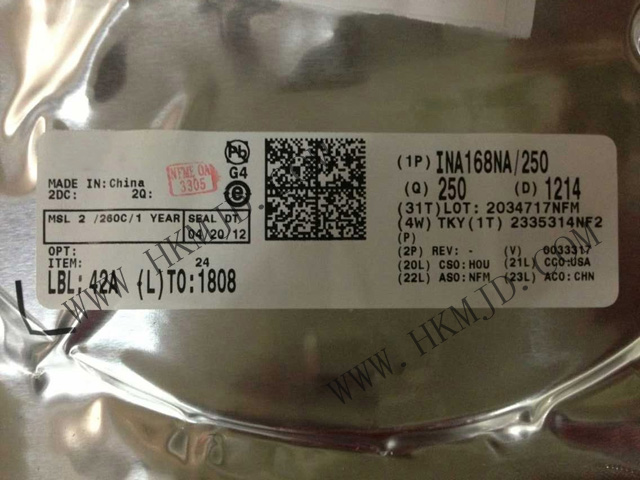 MADE IN:China
2DC: 2Q:
NFME OA
3305
Pb
G4
e
MSL 2 /260C/1 YEAR SEAL DT.
04/20/12
OPT:
ITEM: 24
LBL: 42A (L)TO:1808
(1P) INA168NA/250
(Q) 250 (D) 1214
(31T)LOT: 2034717NFM
(4W) TKY(1T) 2335314NF2
(P)
(2P) REV: - (V) 0033317
(20L) CSO:HOU (21L) CCO:USA
(22L) ASO:NFM (23L) ACO:CHN
WWW.HKMJD.COM
WWW.HKMJD.COM